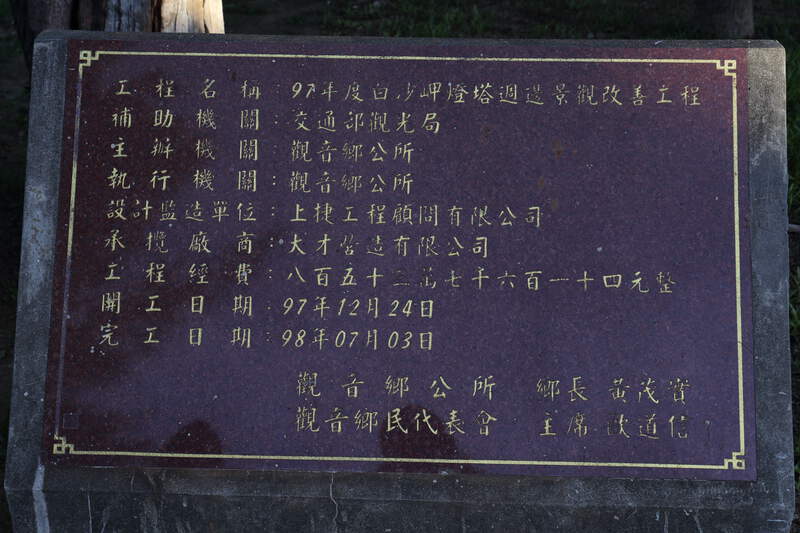 工程名稱：97年度白沙岬燈塔週邊景觀改善工程
補助機關：交通部觀光局
主辦機關：觀音鄉公所
執行機關：觀音鄉公所
設計監造單位：上捷工程顧問有限公司
承攬廠商：大才營造有限公司
工程經費：八百五十三萬七千六百一十四元整
開工日期：97年12月24日
完工日期：98年07月03日
觀音鄉公所 鄉長 黃茂實
觀音鄉民代表會 主席 歐道信